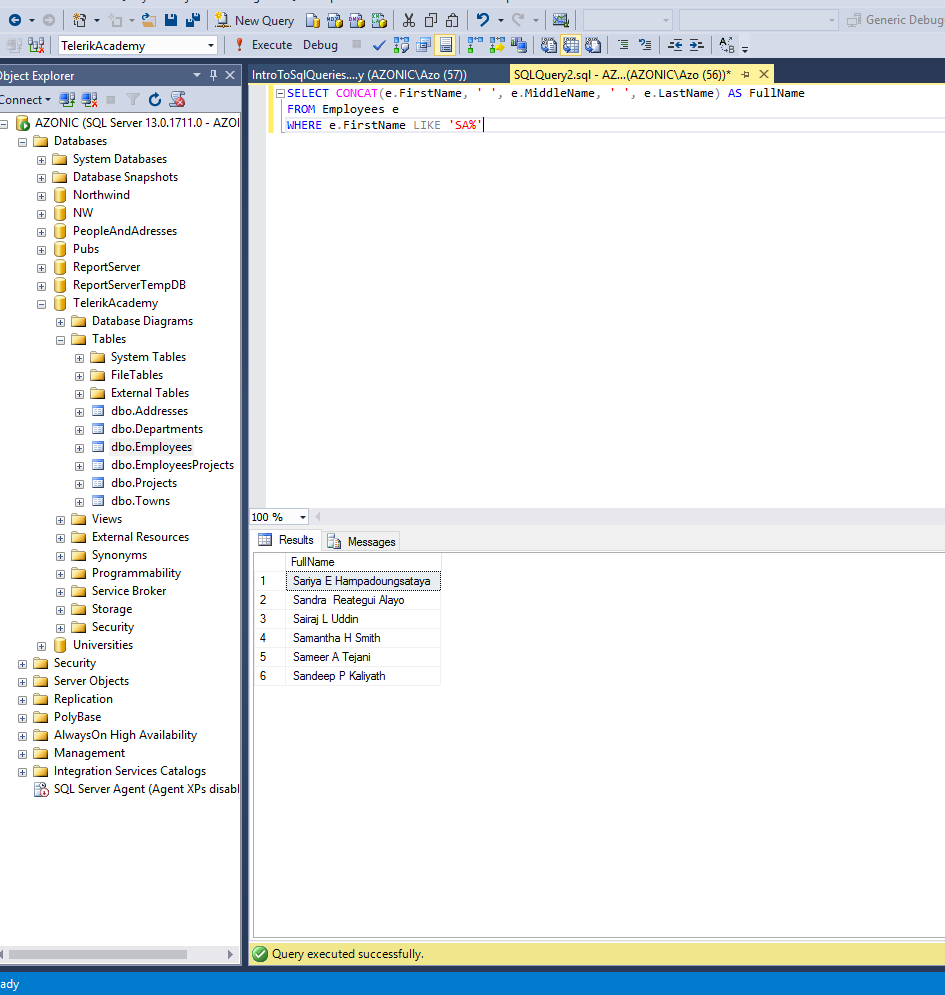 New Query
Generic Debug
TelerikAcademy
Execute
Debug
Object Explorer
IntroToSqlQueries....y (AZONIC\Azo (57))
SQLQuery2.sql - AZ...(AZONIC\Azo (56))*
Connect
AZONIC (SQL Server 13.0.1711.0 - AZO
Databases
System Databases
Database Snapshots
Northwind
NW
PeopleAndAdresses
Pubs
ReportServer
ReportServerTempDB
TelerikAcademy
Database Diagrams
Tables
System Tables
FileTables
External Tables
dbo.Addresses
dbo.Departments
dbo.Employees
dbo.EmployeesProjects
dbo.Projects
dbo.Towns
Views
External Resources
Synonyms
Programmability
Service Broker
Storage
Security
Universities
Security
Server Objects
Replication
PolyBase
AlwaysOn High Availability
Management
Integration Services Catalogs
SQL Server Agent (Agent XPs disabl
SELECT CONCAT(e.FirstName, ' ', e.MiddleName, ' ', e.LastName) AS FullName
FROM Employees e
WHERE e.FirstName LIKE 'SA%'
100 %
Results
Messages
FullName
1 Sariya E Harnpadoungsataya
2 Sandra  Reategui Alayo
3 Sairaj L Uddin
4 Samantha H Smith
5 Sameer A Tejani
6 Sandeep P Kaliyath
Query executed successfully.
ady